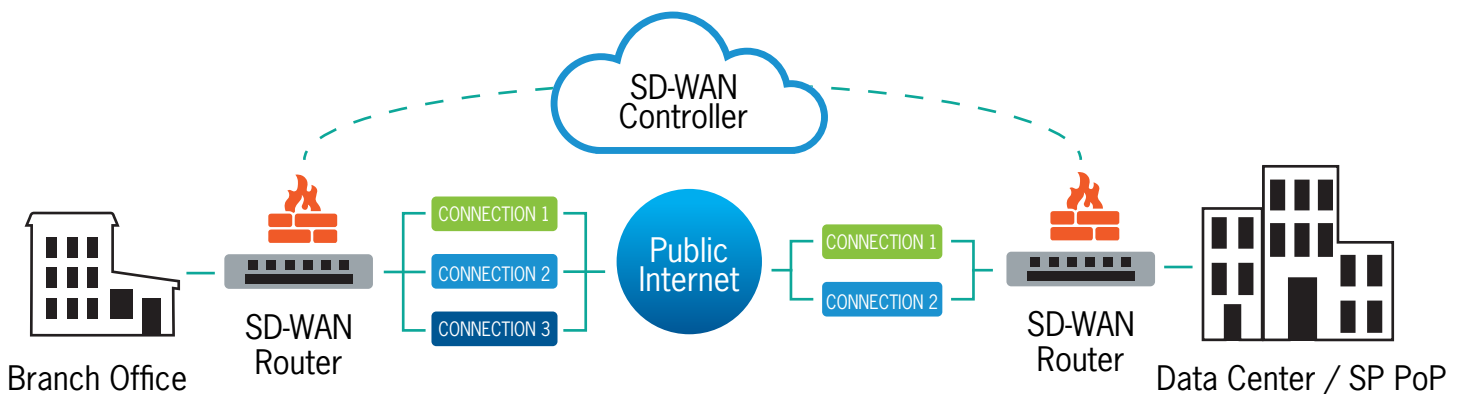 SD-WAN
Controller
CONNECTION 1
CONNECTION 2
CONNECTION 3
Public
Internet
CONNECTION 1
CONNECTION 2
SD-WAN
Router
SD-WAN
Router
Branch Office
Data Center / SP PoP